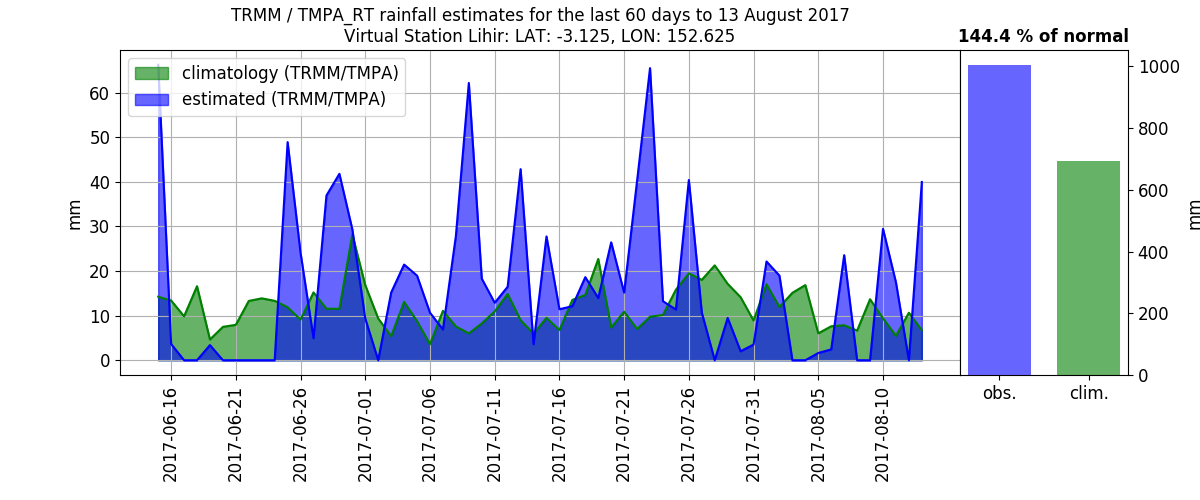 TRMM / TMPA_RT rainfall estimates for the last 60 days to 13 August 2017
Virtual Station Lihir: LAT: -3.125, LON: 152.625
144.4 % of normal
climatology (TRMM/TMPA)
estimated (TRMM/TMPA)
mm
60
50
40
30
20
10
0
2017-06-16
2017-06-21
2017-06-26
2017-07-01
2017-07-06
2017-07-11
2017-07-16
2017-07-21
2017-07-26
2017-07-31
2017-08-05
2017-08-10
obs.
clim.
1000
800
600
400
200
0
mm